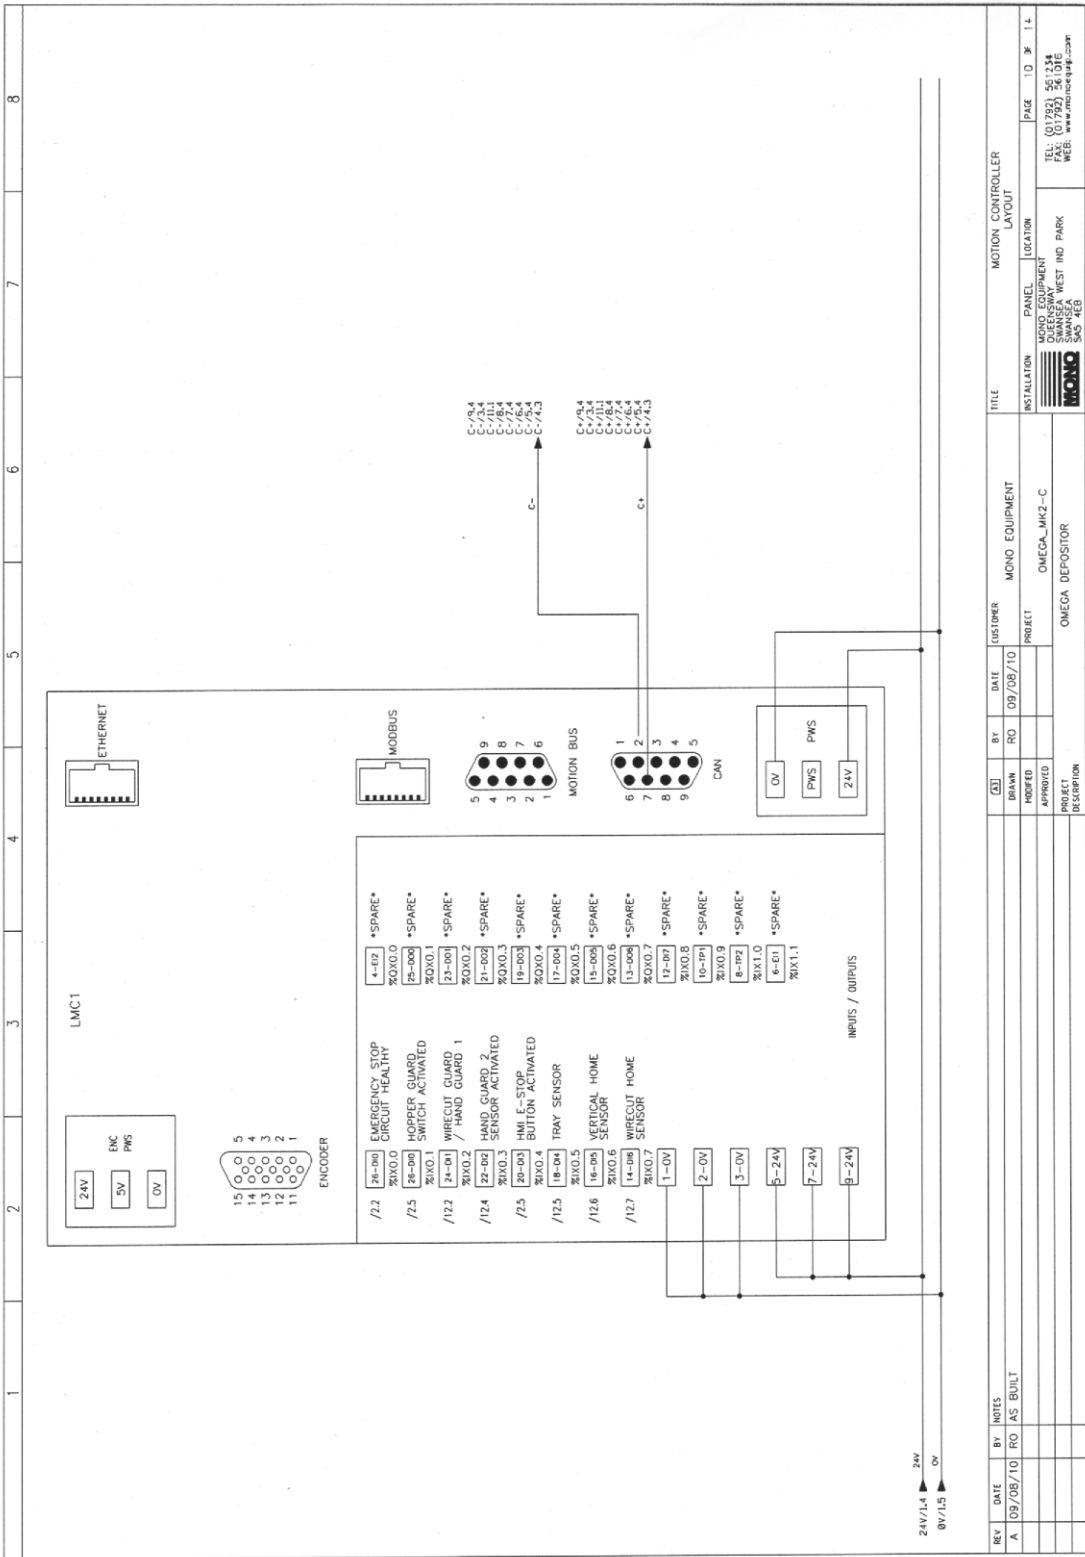 1
2
3
4
5
6
7
8
LMC1
24V
5V
0V
ENC
PWS
15
14
13
12
11
5
4
3
2
1
ENCODER
ETHERNET
MODBUS
5
4
3
2
1
9
8
7
6
MOTION BUS
6
7
8
9
1
2
3
4
5
CAN
0V
PWS
24V
PWS
/2.2
26-DI0
%IX0.0
EMERGENCY STOP
CIRCUIT HEALTHY
/2.5
26-DI0
%IX0.1
HOPPER GUARD
SWITCH ACTIVATED
/12.2
24-DI1
%IX0.2
WIRECUT GUARD
/ HAND GUARD 1
/12.4
22-DI2
%IX0.3
HAND GUARD 2
SENSOR ACTIVATED
/2.5
20-DI3
%IX0.4
HMI E-STOP
BUTTON ACTIVATED
/12.5
18-DI4
%IX0.5
TRAY SENSOR
/12.6
16-DI5
%IX0.6
VERTICAL HOME
SENSOR
/12.7
14-DI6
%IX0.7
WIRECUT HOME
SENSOR
1-0V
2-0V
3-0V
5-24V
7-24V
9-24V
4-EI2 *SPARE*
%QX0.0
25-DO0 *SPARE*
%QX0.1
23-DO1 *SPARE*
%QX0.2
21-DO2 *SPARE*
%QX0.3
19-DO3 *SPARE*
%QX0.4
17-DO4 *SPARE*
%QX0.5
15-DO5 *SPARE*
%QX0.6
13-DO6 *SPARE*
%QX0.7
12-DI7 *SPARE*
%IX0.8
10-TP1 *SPARE*
%IX0.9
8-TP2 *SPARE*
%IX1.0
6-EI1 *SPARE*
%IX1.1
INPUTS / OUTPUTS
C-
C-/9.4
C-/3.4
C-/11.1
C-/8.4
C-/7.4
C-/6.4
C-/5.4
C-/4.3
C+
C+/9.4
C+/3.4
C+/11.1
C+/8.4
C+/7.4
C+/6.4
C+/5.4
C+/4.3
24V/1.4
24V
0V/1.5
0V
REV DATE BY NOTES
A 09/08/10 RO AS BUILT
A3 BY DATE
DRAWN RO 09/08/10
MODIFIED
APPROVED
PROJECT
DESCRIPTION
CUSTOMER
MONO EQUIPMENT
PROJECT
OMEGA_MK2-C
OMEGA DEPOSITOR
TITLE
MOTION CONTROLLER
LAYOUT
INSTALLATION
PANEL
LOCATION
PAGE 10 OF 14
MONO
MONO EQUIPMENT
QUEENSWAY
SWANSEA WEST IND PARK
SWANSEA
SA5 4EB
TEL: (01792) 561234
FAX: (01792) 561016
WEB: www.monoequip.com